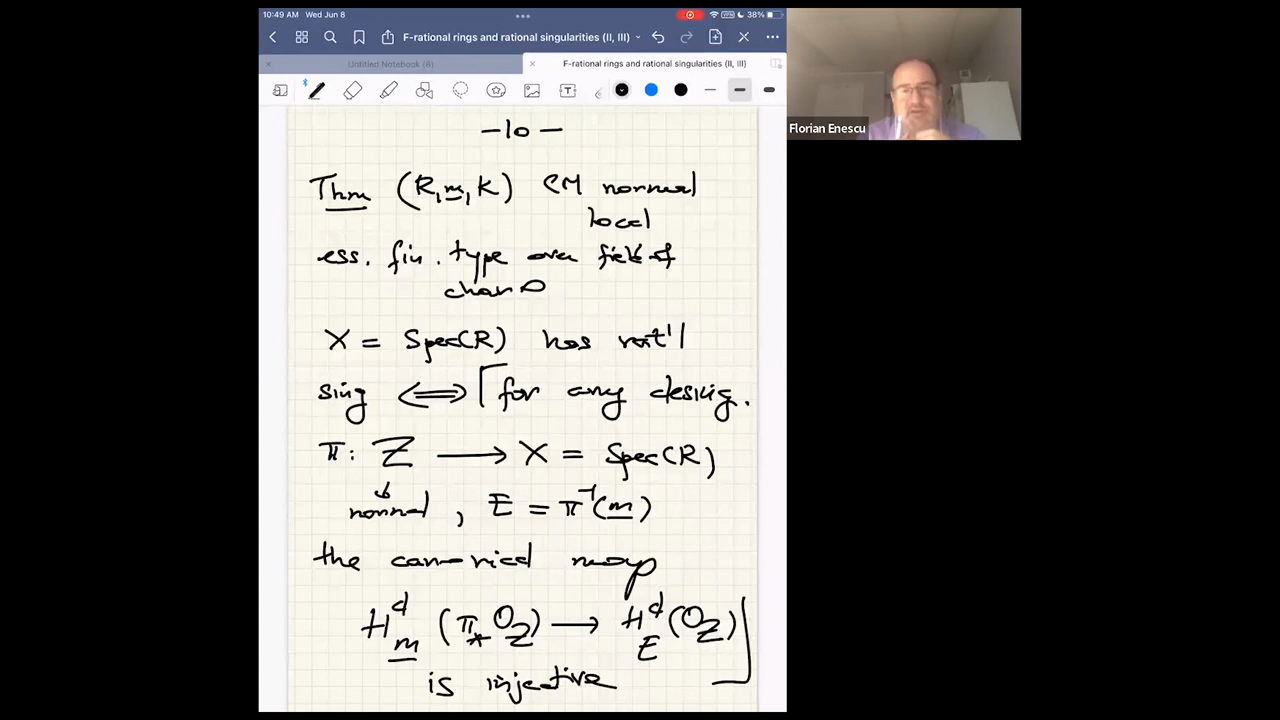 10:49 AM Wed Jun 8
38%
F-rational rings and rational singularities (II, III)
Untitled Notebook (8)
F-rational rings and rational singularities (II, III)
Florian Enescu
-10-
Thm (R, m, K) CM normal
local
ess. fin. type over field of
char 0
X = Spec(R) has rat'l
sing ⟺ [for any desing.
π: Z → X = Spec(R)
↓
normal, E = π⁻¹(m)
the canonical map
H^d_m (π_* O_Z) → H^d_E (O_Z)]
is injective